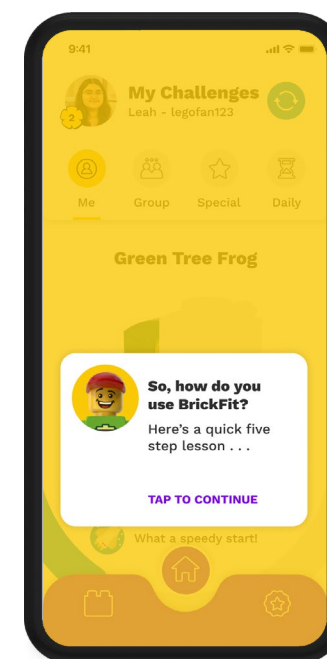 9:41
My Challenges
Leah - legofan123
2
Me Group Special Daily
Green Tree Frog
So, how do you
use BrickFit?
Here's a quick five
step lesson . . .
TAP TO CONTINUE
What a speedy start!